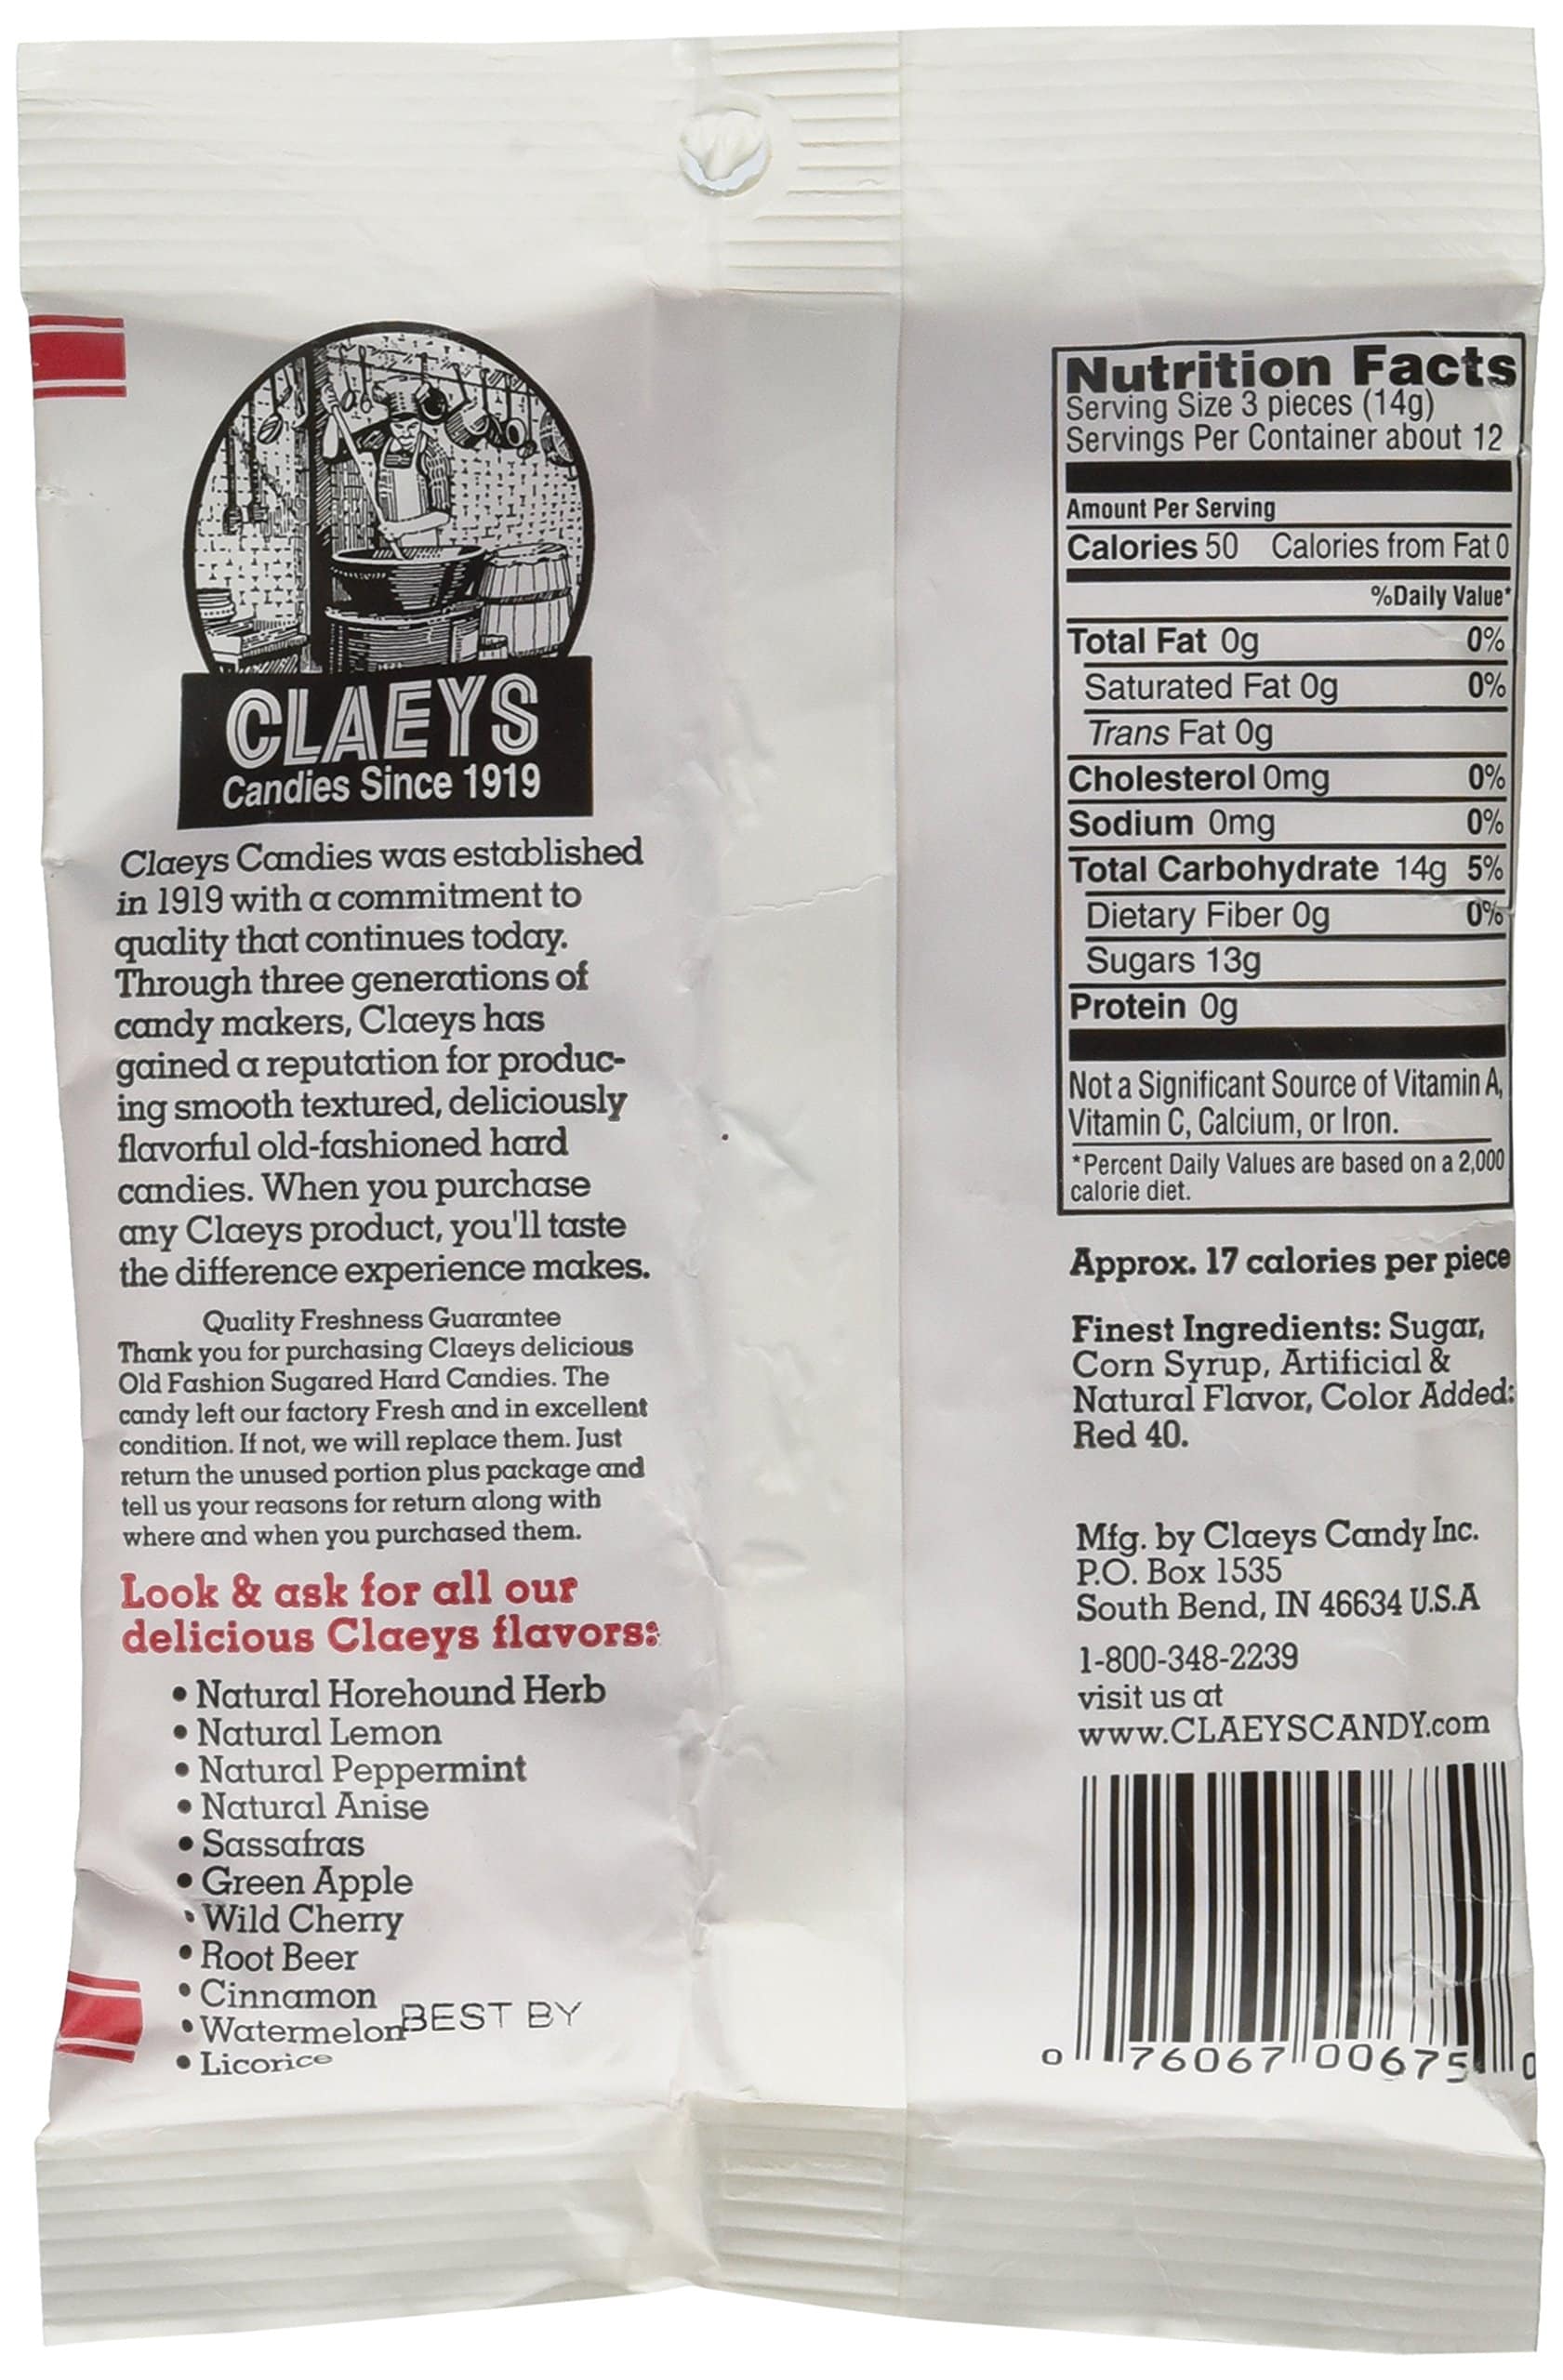 CLAEYS
Candies Since 1919
Claeys Candies was established
in 1919 with a commitment to
quality that continues today.
Through three generations of
candy makers, Claeys has
gained a reputation for produc-
ing smooth textured, deliciously
flavorful old-fashioned hard
candies. When you purchase
any Claeys product, you'll taste
the difference experience makes.
Quality Freshness Guarantee
Thank you for purchasing Claeys delicious
Old Fashion Sugared Hard Candies. The
candy left our factory Fresh and in excellent
condition. If not, we will replace them. Just
return the unused portion plus package and
tell us your reasons for return along with
where and when you purchased them.
Look & ask for all our
delicious Claeys flavors:
• Natural Horehound Herb
• Natural Lemon
• Natural Peppermint
• Natural Anise
• Sassafras
• Green Apple
• Wild Cherry
• Root Beer
• Cinnamon
• Watermelon
• Licorice
BEST BY
Nutrition Facts
Serving Size 3 pieces (14g)
Servings Per Container about 12
Amount Per Serving
Calories 50 Calories from Fat 0
%Daily Value*
Total Fat 0g 0%
Saturated Fat 0g 0%
Trans Fat 0g
Cholesterol 0mg 0%
Sodium 0mg 0%
Total Carbohydrate 14g 5%
Dietary Fiber 0g 0%
Sugars 13g
Protein 0g
Not a Significant Source of Vitamin A,
Vitamin C, Calcium, or Iron.
*Percent Daily Values are based on a 2,000
calorie diet.
Approx. 17 calories per piece
Finest Ingredients: Sugar,
Corn Syrup, Artificial &
Natural Flavor, Color Added:
Red 40.
Mfg. by Claeys Candy Inc.
P.O. Box 1535
South Bend, IN 46634 U.S.A
1-800-348-2239
visit us at
www.CLAEYSCANDY.com
0 76067 00675 0